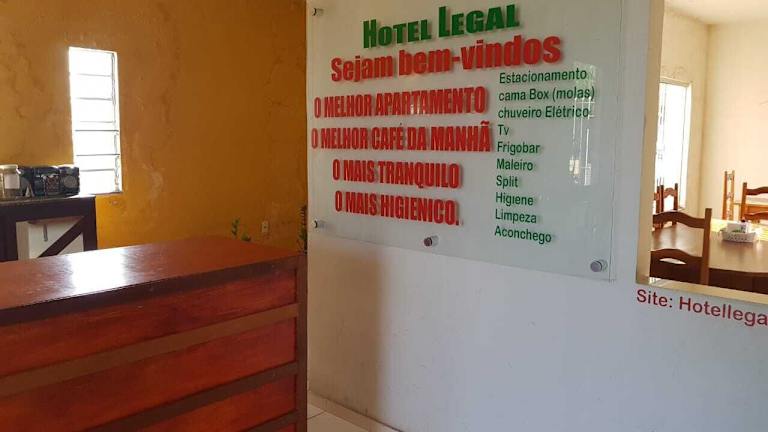 HOTEL LEGAL
Sejam bem-vindos
O MELHOR APARTAMENTO
O MELHOR CAFÉ DA MANHÃ
O MAIS TRANQUILO
O MAIS HIGIENICO.
Estacionamento
cama Box (molas)
chuveiro Elétrico
Tv
Frigobar
Maleiro
Split
Higiene
Limpeza
Aconchego
Site: Hotellega